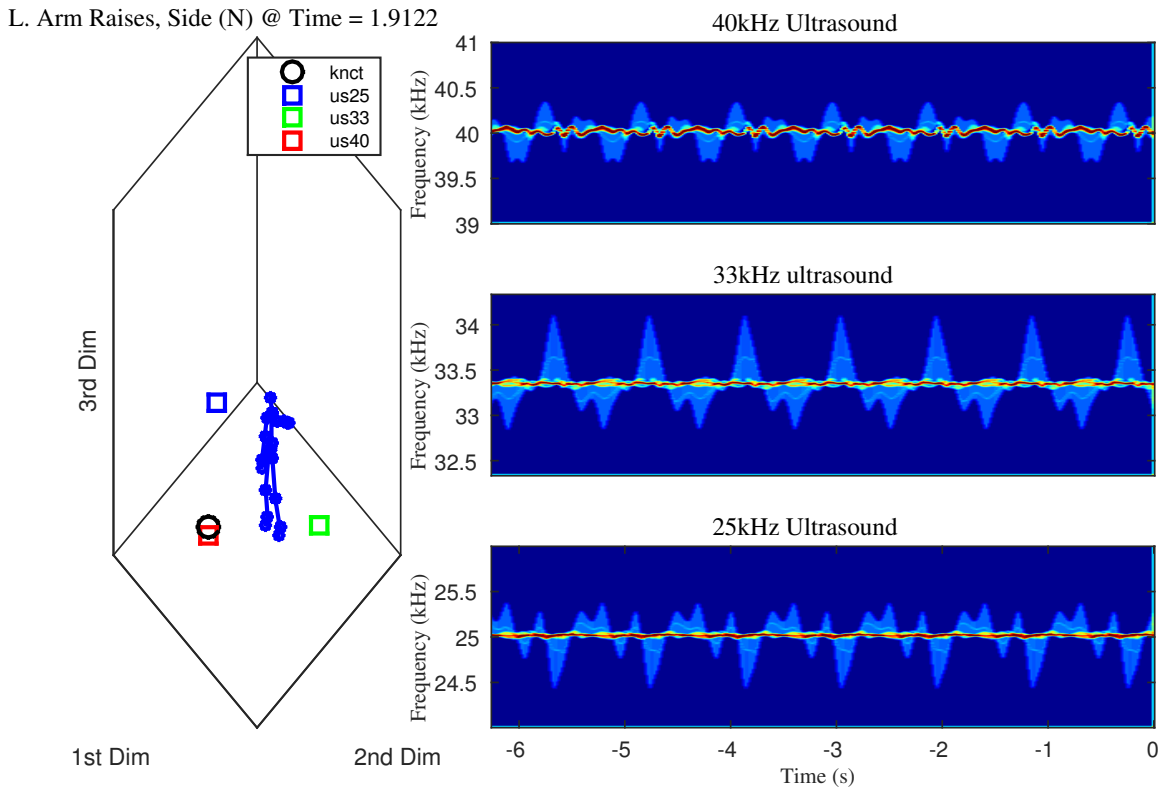 L. Arm Raises, Side (N) @ Time = 1.9122
knct
us25
us33
us40
3rd Dim
1st Dim
2nd Dim
40kHz Ultrasound
Frequency (kHz)
41
40.5
40
39.5
39
33kHz ultrasound
Frequency (kHz)
34
33.5
33
32.5
25kHz Ultrasound
Frequency (kHz)
25.5
25
24.5
-6
-5
-4
-3
-2
-1
0
Time (s)